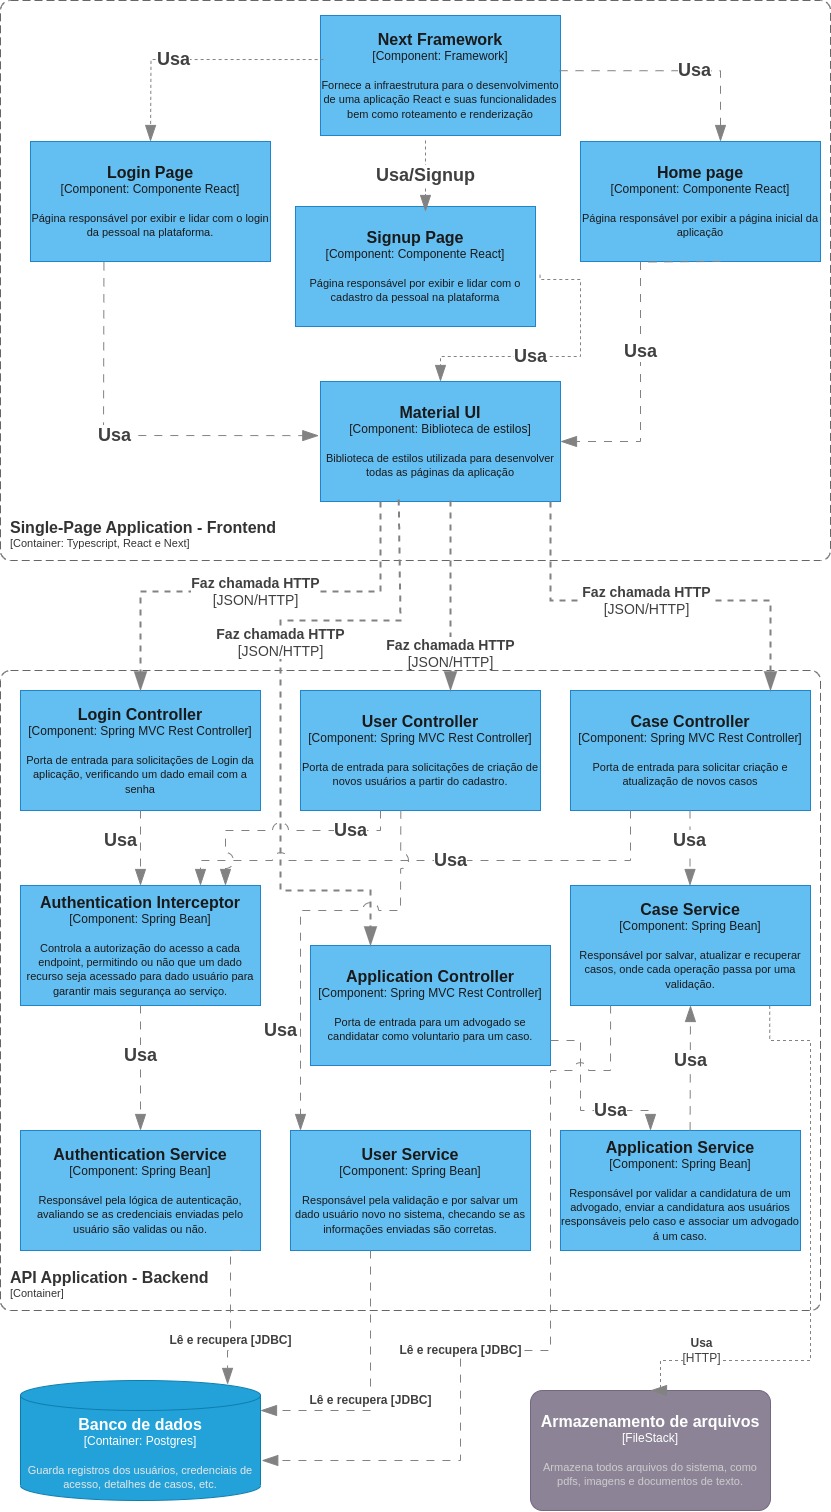 Next Framework
[Component: Framework]
Fornece a infraestrutura para o desenvolvimento
de uma aplicação React e suas funcionalidades
bem como roteamento e renderização
Usa
Usa
Usa/Signup
Login Page
[Component: Componente React]
Página responsável por exibir e lidar com o login
da pessoal na plataforma.
Home page
[Component: Componente React]
Página responsável por exibir a página inicial da
aplicação
Signup Page
[Component: Componente React]
Página responsável por exibir e lidar com o
cadastro da pessoal na plataforma
Usa
Usa
Usa
Material UI
[Component: Biblioteca de estilos]
Biblioteca de estilos utilizada para desenvolver
todas as páginas da aplicação
Single-Page Application - Frontend
[Container: Typescript, React e Next]
Faz chamada HTTP
[JSON/HTTP]
Faz chamada HTTP
[JSON/HTTP]
Faz chamada HTTP
[JSON/HTTP]
Faz chamada HTTP
[JSON/HTTP]
Login Controller
[Component: Spring MVC Rest Controller]
Porta de entrada para solicitações de Login da
aplicação, verificando um dado email com a
senha
User Controller
[Component: Spring MVC Rest Controller]
Porta de entrada para solicitações de criação de
novos usuários a partir do cadastro.
Case Controller
[Component: Spring MVC Rest Controller]
Porta de entrada para solicitar criação e
atualização de novos casos
Usa
Usa
Usa
Usa
Authentication Interceptor
[Component: Spring Bean]
Controla a autorização do acesso a cada
endpoint, permitindo ou não que um dado
recurso seja acessado para dado usuário para
garantir mais segurança ao serviço.
Case Service
[Component: Spring Bean]
Responsável por salvar, atualizar e recuperar
casos, onde cada operação passa por uma
validação.
Application Controller
[Component: Spring MVC Rest Controller]
Porta de entrada para um advogado se
candidatar como voluntario para um caso.
Usa
Usa
Usa
Usa
Authentication Service
[Component: Spring Bean]
Responsável pela lógica de autenticação,
avaliando se as credenciais enviadas pelo
usuário são validas ou não.
User Service
[Component: Spring Bean]
Responsável pela validação e por salvar um
dado usuário novo no sistema, checando se as
informações enviadas são corretas.
Application Service
[Component: Spring Bean]
Responsável por validar a candidatura de um
advogado, enviar a candidatura aos usuários
responsáveis pelo caso e associar um advogado
á um caso.
API Application - Backend
[Container]
Lê e recupera [JDBC]
Lê e recupera [JDBC]
Lê e recupera [JDBC]
Usa
[HTTP]
Banco de dados
[Container: Postgres]
Guarda registros dos usuários, credenciais de
acesso, detalhes de casos, etc.
Armazenamento de arquivos
[FileStack]
Armazena todos arquivos do sistema, como
pdfs, imagens e documentos de texto.